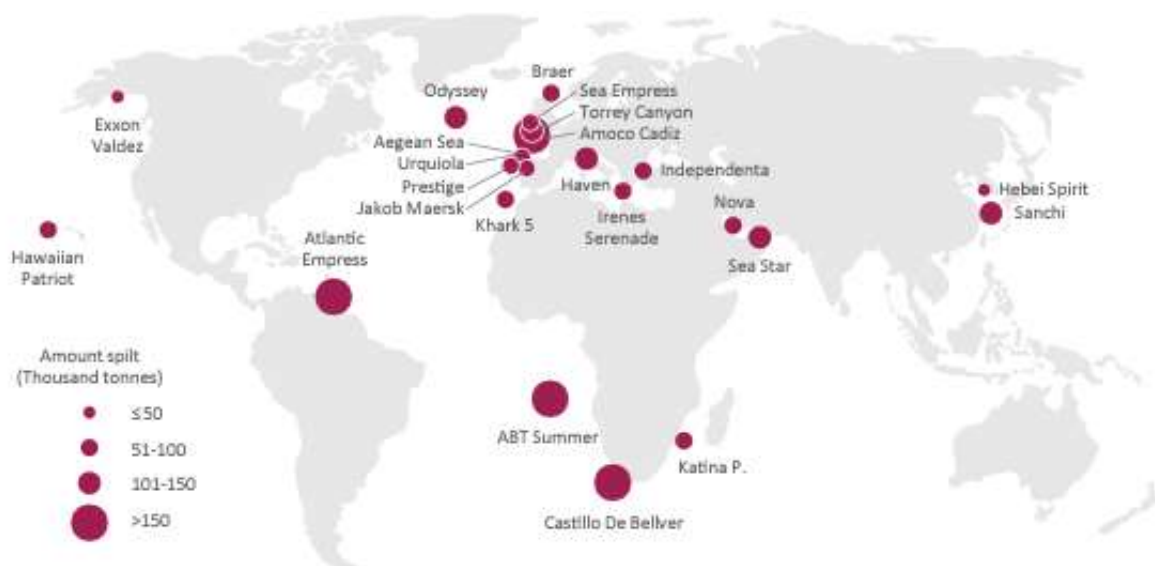 Braer
Odyssey
Sea Empress
Torrey Canyon
Amoco Cadiz
Exxon
Valdez
Aegean Sea
Urquiola
Prestige
Jakob Maersk
Khark 5
Haven
Independenta
Irenes
Serenade
Nova
Sea Star
Hebei Spirit
Sanchi
Hawaiian
Patriot
Atlantic
Empress
Amount spilt
(Thousand tonnes)
≤50
51-100
101-150
>150
ABT Summer
Katina P.
Castillo De Bellver